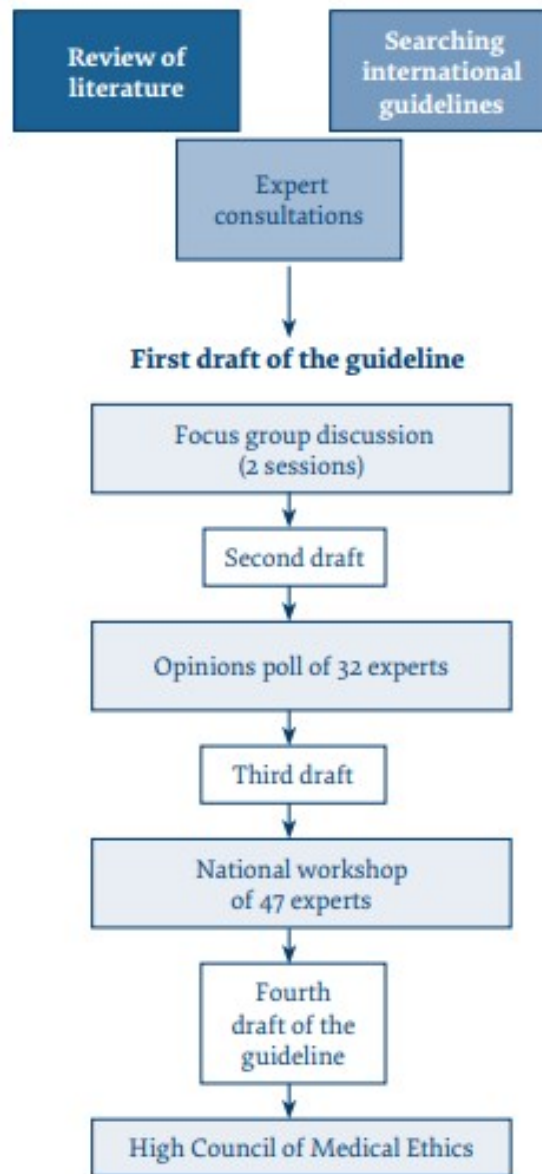 Review of
literature
Searching
international
guidelines
Expert
consultations
First draft of the guideline
Focus group discussion
(2 sessions)
Second draft
Opinions poll of 32 experts
Third draft
National workshop
of 47 experts
Fourth
draft of the
guideline
High Council of Medical Ethics